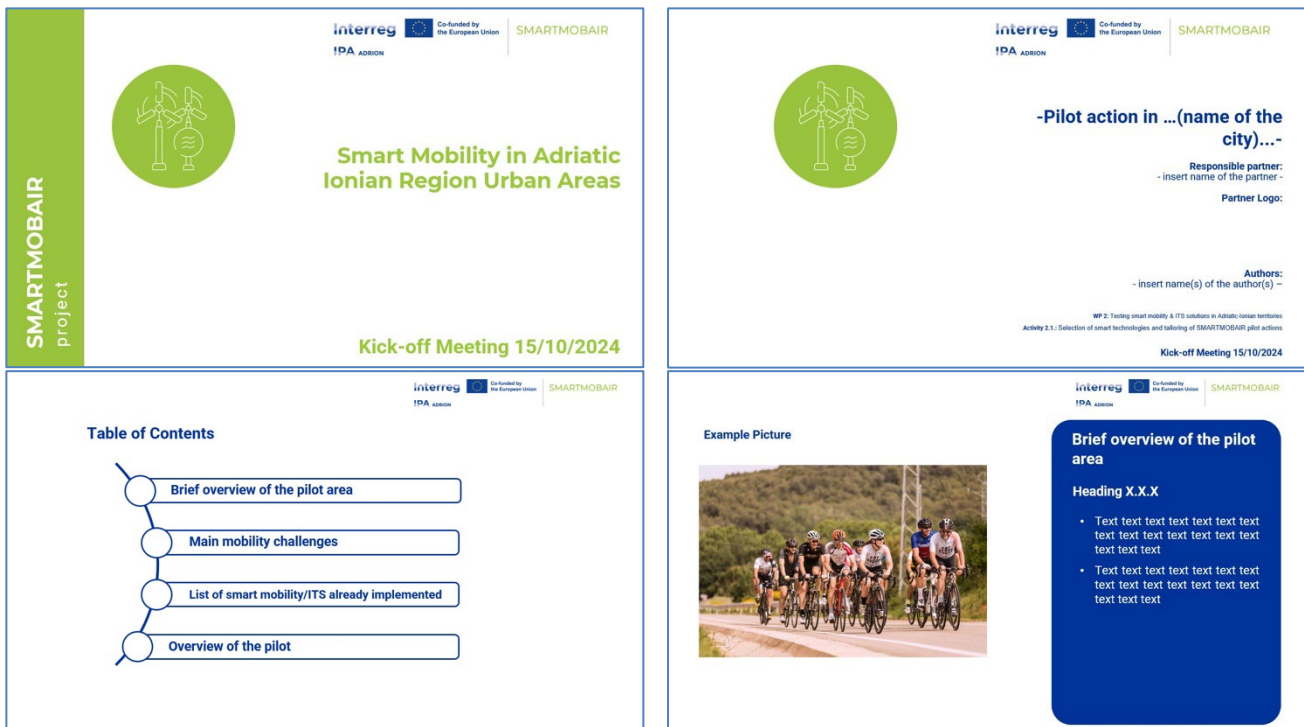 Interreg
Co-funded by
the European Union
SMARTMOBAIR
IPA ADRION
SMARTMOBAIR
project
Smart Mobility in Adriatic
Ionian Region Urban Areas
Kick-off Meeting 15/10/2024
Interreg
Co-funded by
the European Union
SMARTMOBAIR
IPA ADRION
-Pilot action in …(name of the
city)...-
Responsible partner:
- insert name of the partner -
Partner Logo:
Authors:
- insert name(s) of the author(s) –
WP 2: Testing smart mobility & ITS solutions in Adriatic-Ionian territories
Activity 2.1.: Selection of smart technologies and tailoring of SMARTMOBAIR pilot actions
Kick-off Meeting 15/10/2024
Interreg
Co-funded by
the European Union
SMARTMOBAIR
IPA ADRION
Table of Contents
Brief overview of the pilot area
Main mobility challenges
List of smart mobility/ITS already implemented
Overview of the pilot
Interreg
Co-funded by
the European Union
SMARTMOBAIR
IPA ADRION
Example Picture
Brief overview of the pilot
area
Heading X.X.X
• Text text text text text text text
text text text text text text text
text text text
• Text text text text text text text
text text text text text text text
text text text